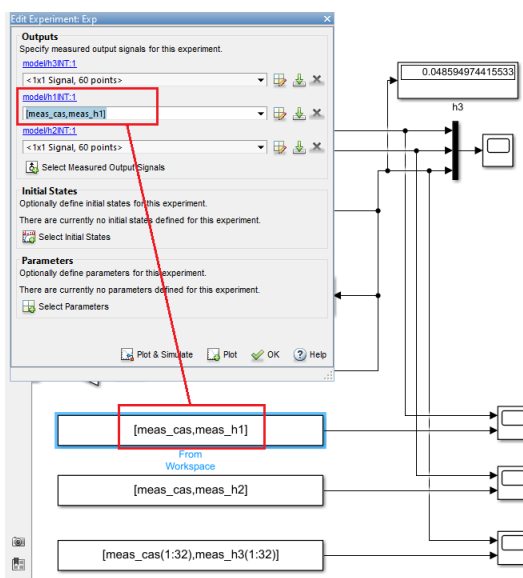 Edit Experiment: Exp
Outputs
Specify measured output signals for this experiment.
model/h3INT:1
<1x1 Signal, 60 points>
model/h1INT:1
[meas_cas,meas_h1]
model/h2INT:1
<1x1 Signal, 60 points>
Select Measured Output Signals
Initial States
Optionally define initial states for this experiment.
There are currently no initial states defined for this experiment.
Select Initial States
Parameters
Optionally define parameters for this experiment.
There are currently no parameters defined for this experiment.
Select Parameters
Plot & Simulate
Plot
OK
Help
0.048594974415533
h3
[meas_cas,meas_h1]
From
Workspace
[meas_cas,meas_h2]
[meas_cas(1:32),meas_h3(1:32)]